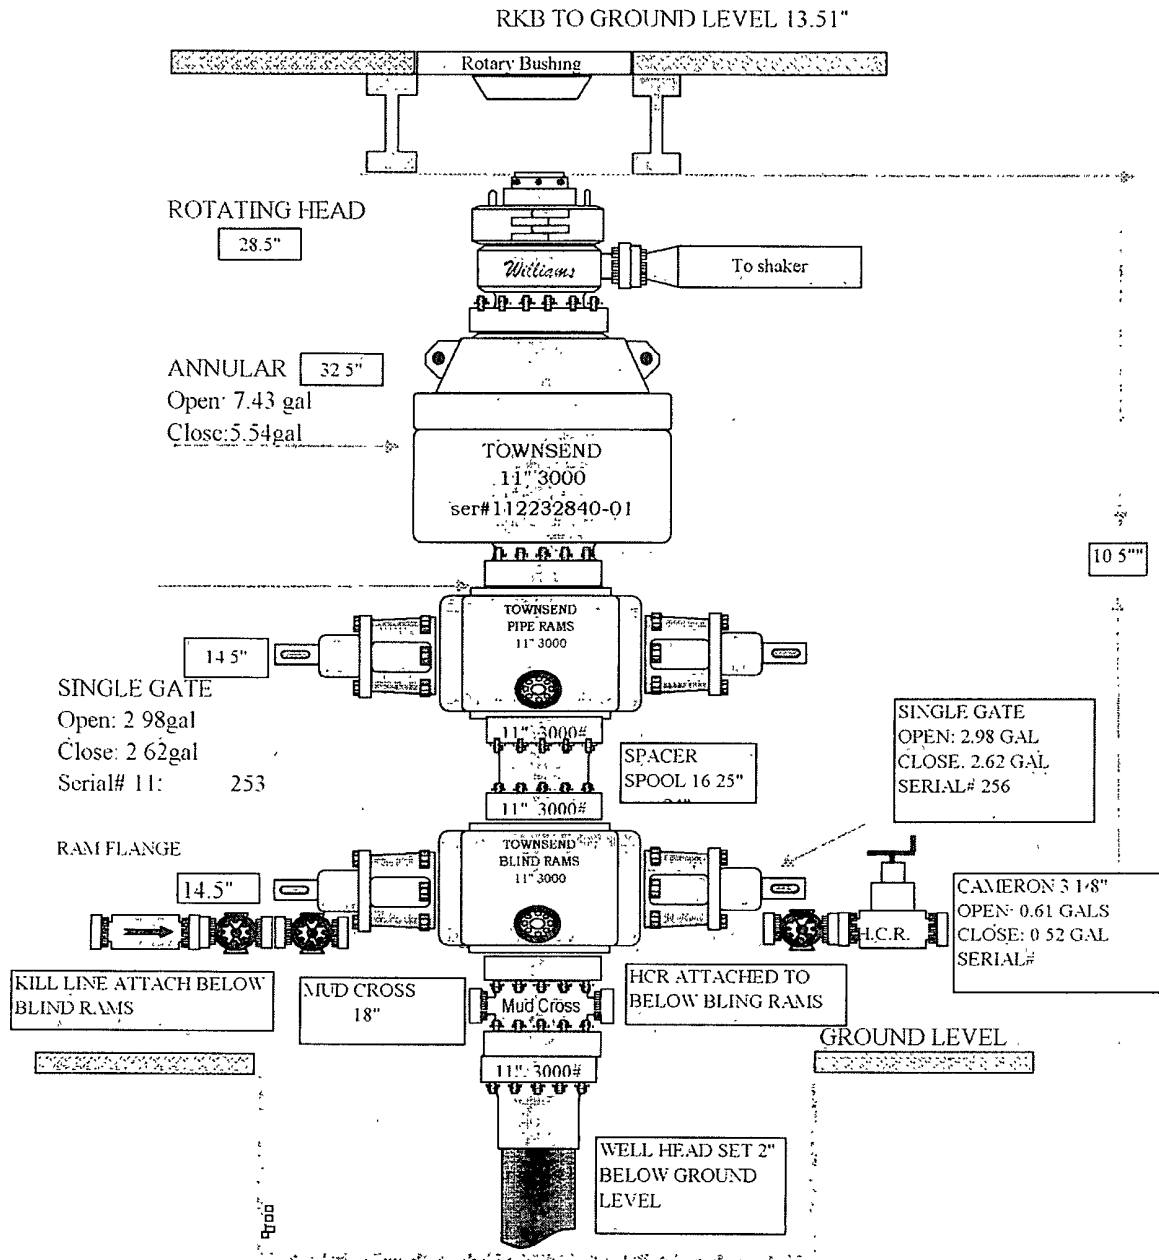 RKB TO GROUND LEVEL 13.51"
Rotary Bushing
ROTATING HEAD
28.5"
Williams
To shaker
ANNULAR
32 5"
Open: 7.43 gal
Close:5.54gal
TOWNSEND
11" 3000
ser#112232840-01
10 5""
TOWNSEND
PIPE RAMS
11" 3000
14 5"
SINGLE GATE
Open: 2 98gal
Close: 2 62gal
Serial# 11: 253
11" 3000#
SPACER
SPOOL 16 25"
SINGLE GATE
OPEN: 2.98 GAL
CLOSE. 2.62 GAL
SERIAL# 256
11" 3000#
RAM FLANGE
TOWNSEND
BLIND RAMS
11" 3000
14.5"
H.C.R.
CAMERON 3 1/8"
OPEN: 0.61 GALS
CLOSE: 0 52 GAL
SERIAL#
KILL LINE ATTACH BELOW
BLIND RAMS
MUD CROSS
18"
Mud Cross
HCR ATTACHED TO
BELOW BLING RAMS
GROUND LEVEL
11" 3000#
WELL HEAD SET 2"
BELOW GROUND
LEVEL